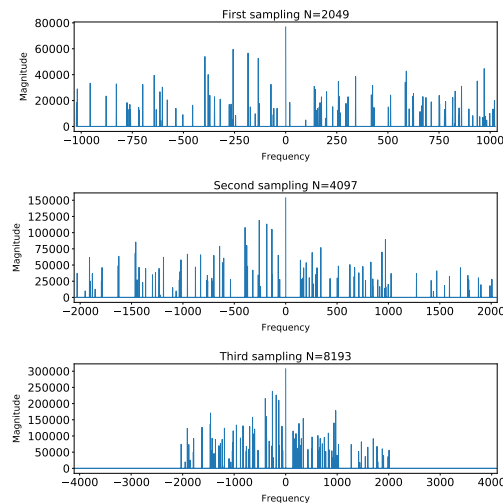 First sampling N=2049
80000
60000
40000
20000
0
Magnitude
−1000 −750 −500 −250 0 250 500 750 1000
Frequency
Second sampling N=4097
150000
125000
100000
75000
50000
25000
0
Magnitude
−2000 −1500 −1000 −500 0 500 1000 1500 2000
Frequency
Third sampling N=8193
300000
250000
200000
150000
100000
50000
0
Magnitude
−4000 −3000 −2000 −1000 0 1000 2000 3000 4000
Frequency